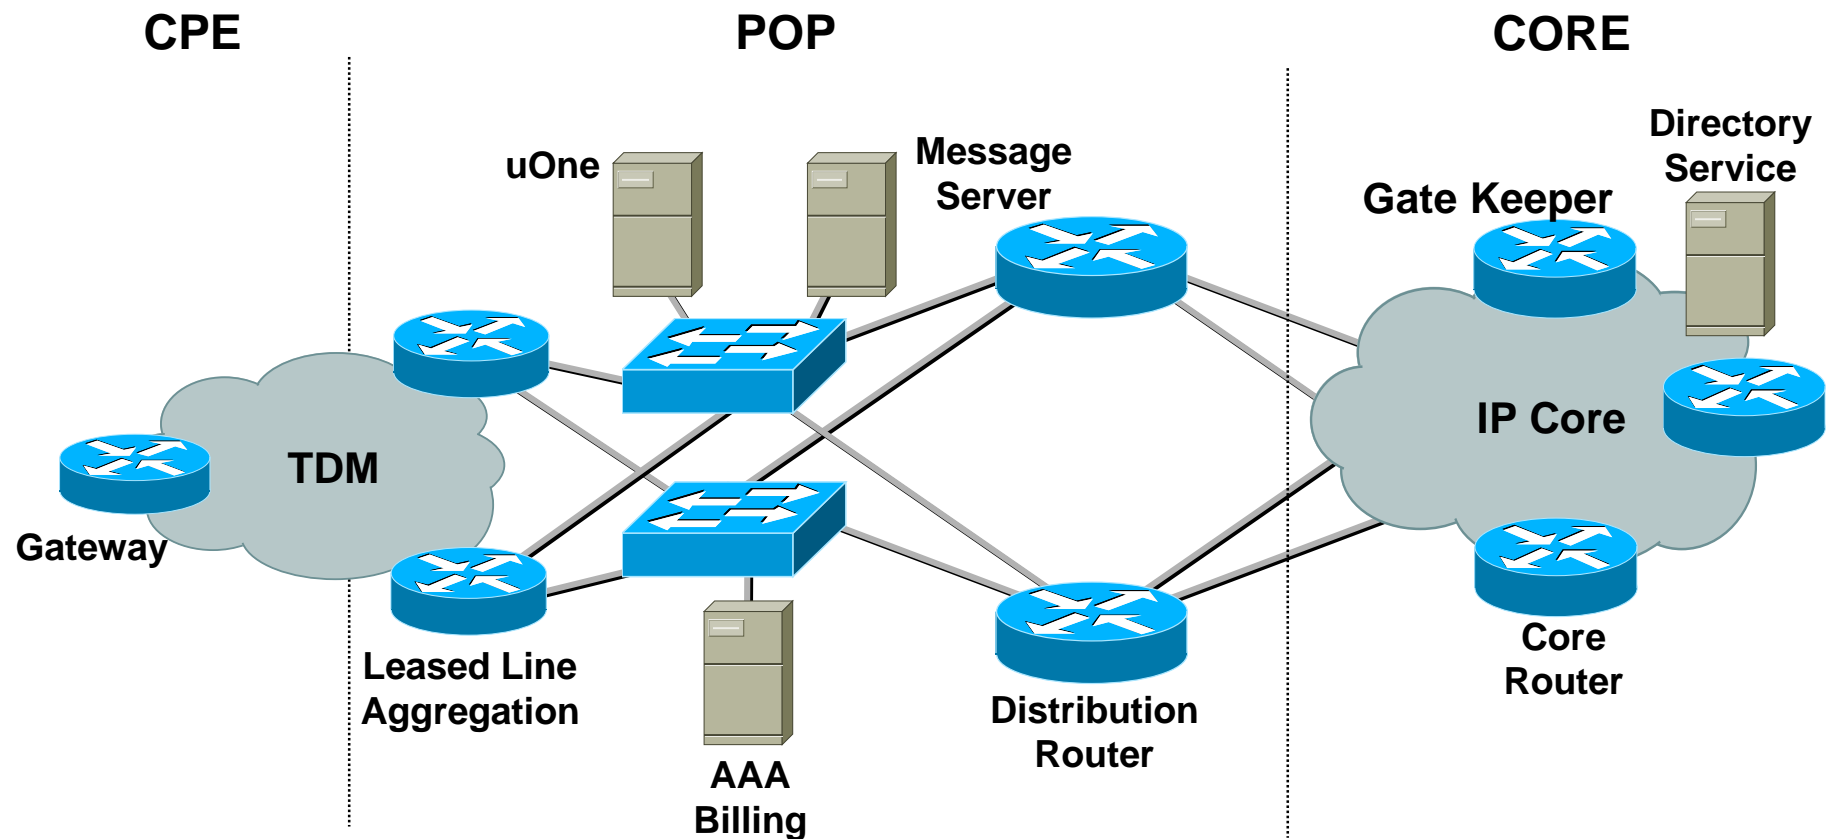 CPE
POP
CORE
uOne
Message
Server
Directory
Service
Gate Keeper
TDM
IP Core
Gateway
Leased Line
Aggregation
AAA
Billing
Distribution
Router
Core
Router